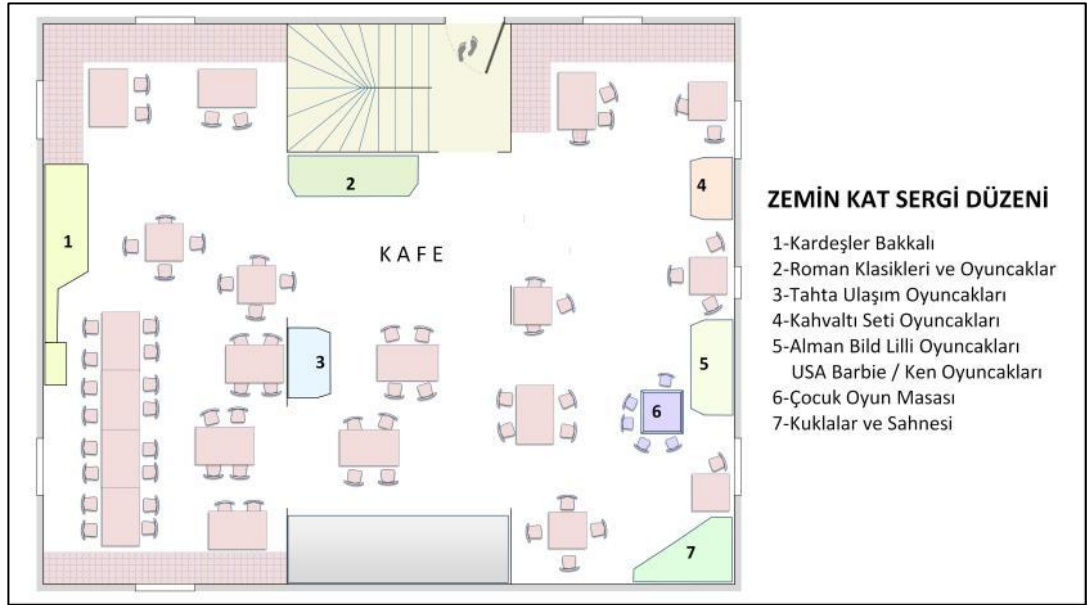 1
2
3
4
5
6
7
KAFE
ZEMİN KAT SERGİ DÜZENİ
1-Kardeşler Bakkalı
2-Roman Klasikleri ve Oyuncaklar
3-Tahta Ulaşım Oyuncakları
4-Kahvaltı Seti Oyuncakları
5-Alman Bild Lilli Oyuncakları
USA Barbie / Ken Oyuncakları
6-Çocuk Oyun Masası
7-Kuklalar ve Sahnesi